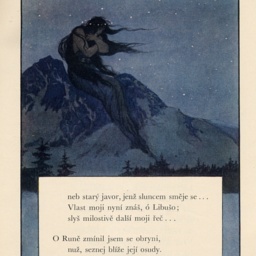 neb starý javor, jenž sluncem směje se...
Vlast moji nyní znáš, ó Libušo;
slyš milostivě další moji řeč...
O Runě zmínil jsem se obryni,
nuž, seznej blíže její osudy.